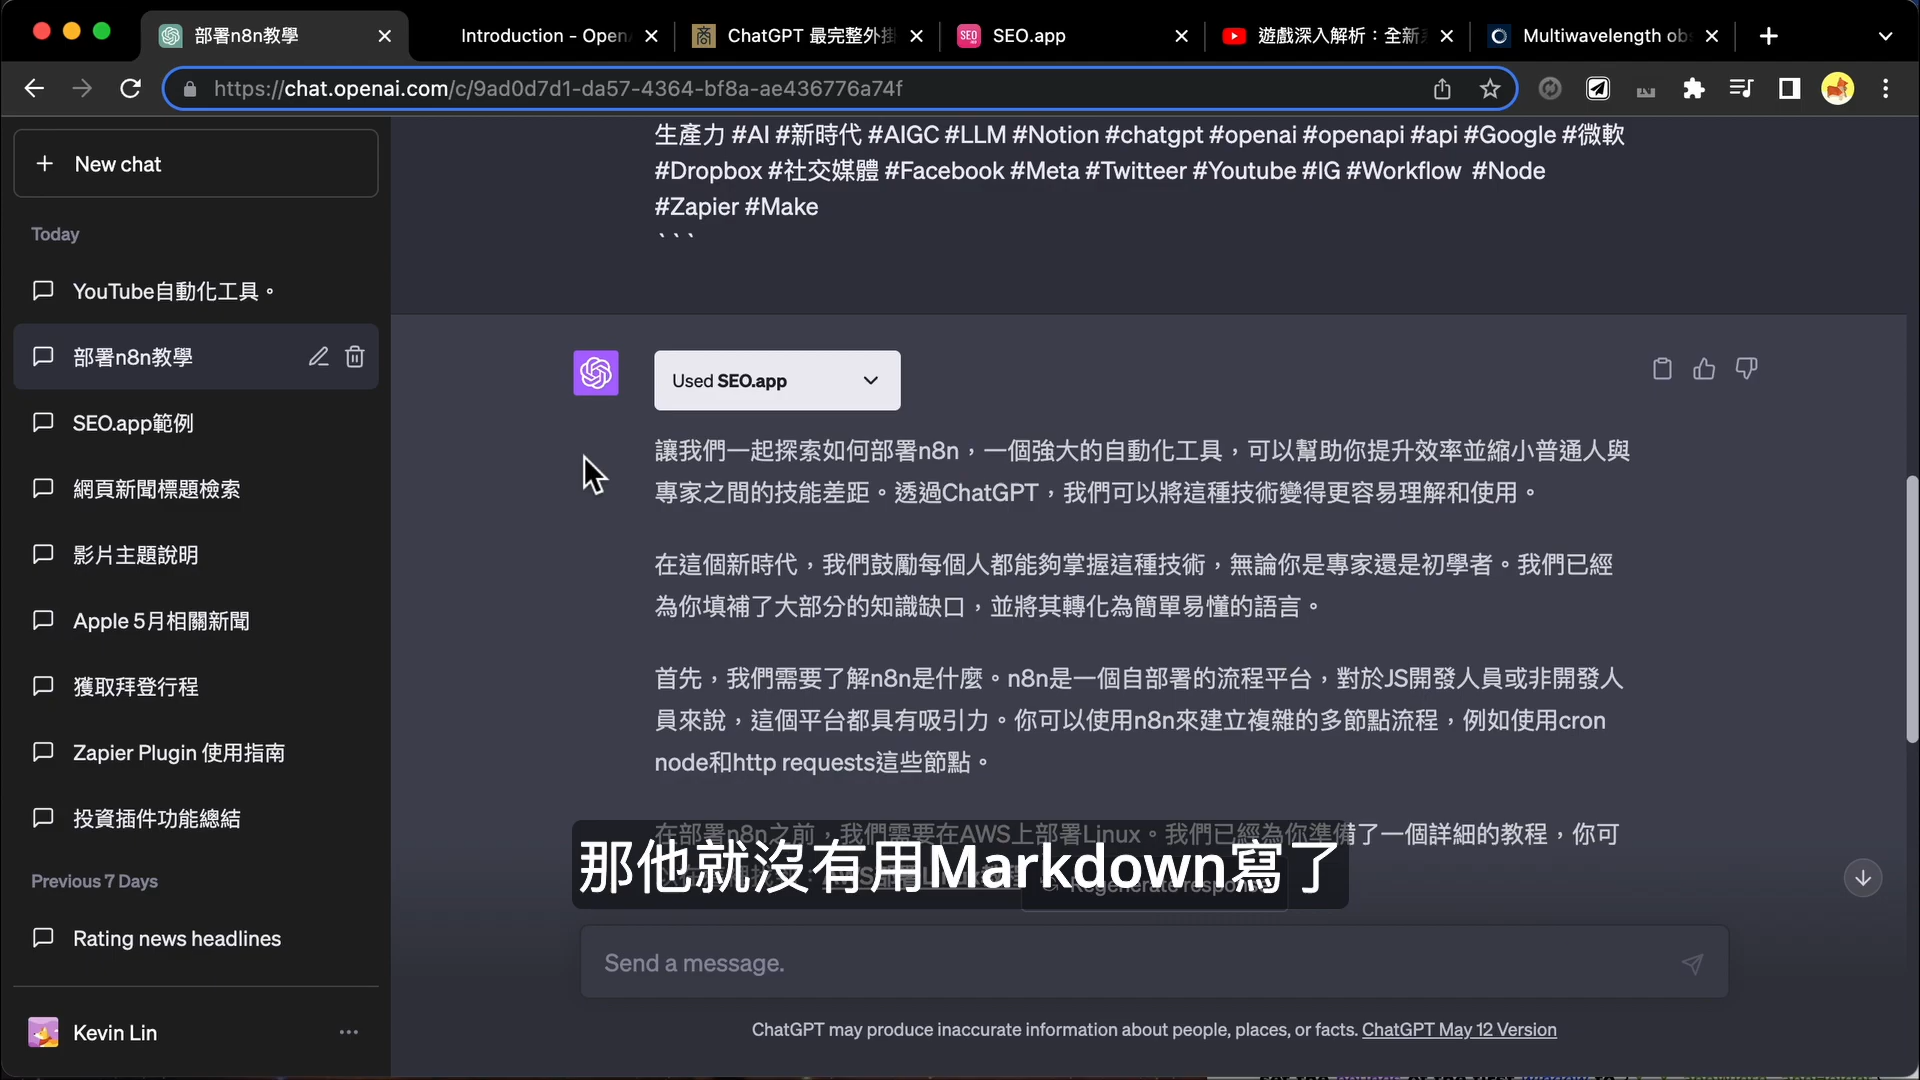 部署n8n教學
Introduction - Open
ChatGPT 最完整外掛
SEO.app
遊戲深入解析：全新
Multiwavelength ob
https://chat.openai.com/c/9ad0d7d1-da57-4364-bf8a-ae436776a74f
New chat
Today
YouTube自動化工具。
部署n8n教學
SEO.app範例
網頁新聞標題檢索
影片主題說明
Apple 5月相關新聞
獲取拜登行程
Zapier Plugin 使用指南
投資插件功能總結
Previous 7 Days
Rating news headlines
Kevin Lin
生產力 #AI #新時代 #AIGC #LLM #Notion #chatgpt #openai #openapi #api #Google #微軟
#Dropbox #社交媒體 #Facebook #Meta #Twitteer #Youtube #IG #Workflow #Node
#Zapier #Make
```
Used SEO.app
讓我們一起探索如何部署n8n，一個強大的自動化工具，可以幫助你提升效率並縮小普通人與
專家之間的技能差距。透過ChatGPT，我們可以將這種技術變得更容易理解和使用。
在這個新時代，我們鼓勵每個人都能夠掌握這種技術，無論你是專家還是初學者。我們已經
為你填補了大部分的知識缺口，並將其轉化為簡單易懂的語言。
首先，我們需要了解n8n是什麼。n8n是一個自部署的流程平台，對於JS開發人員或非開發人
員來說，這個平台都具有吸引力。你可以使用n8n來建立複雜的多節點流程，例如使用cron
node和http requests這些節點。
在部署n8n之前，我們需要在AWS上部署Linux。我們已經為你準備了一個詳細的教程，你可
那他就沒有用Markdown寫了
Regenerate response
Send a message.
ChatGPT may produce inaccurate information about people, places, or facts. ChatGPT May 12 Version